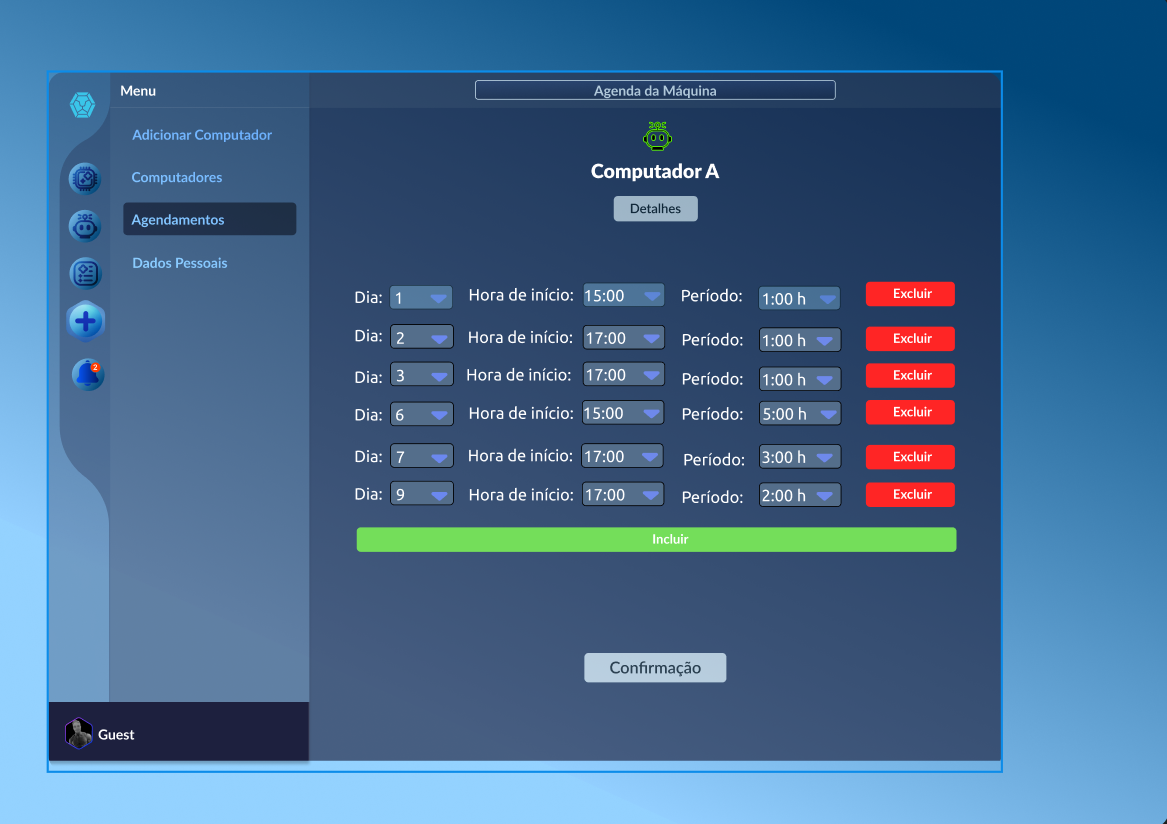 Menu
Agenda da Máquina
Adicionar Computador
Computadores
Agendamentos
Dados Pessoais
2
Guest
Computador A
Detalhes
Dia: 1 Hora de início: 15:00 Período: 1:00 h Excluir
Dia: 2 Hora de início: 17:00 Período: 1:00 h Excluir
Dia: 3 Hora de início: 17:00 Período: 1:00 h Excluir
Dia: 6 Hora de início: 15:00 Período: 5:00 h Excluir
Dia: 7 Hora de início: 17:00 Período: 3:00 h Excluir
Dia: 9 Hora de início: 17:00 Período: 2:00 h Excluir
Incluir
Confirmação